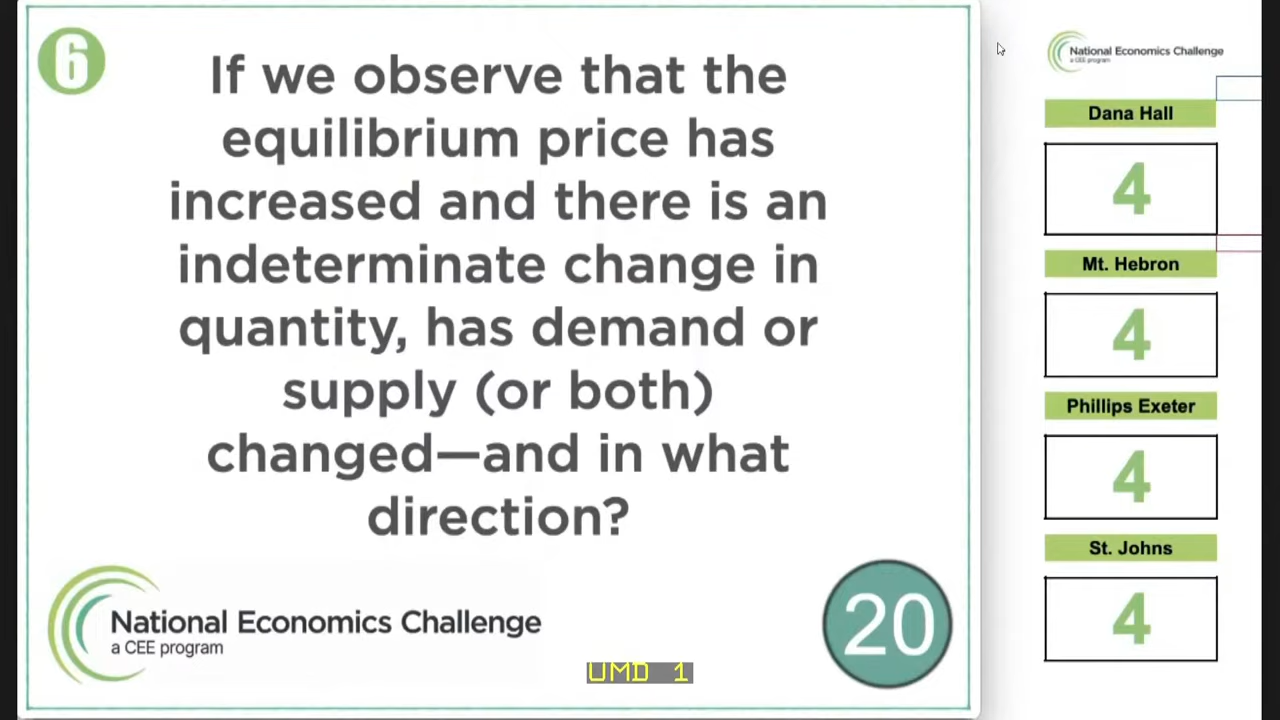 6
If we observe that the
equilibrium price has
increased and there is an
indeterminate change in
quantity, has demand or
supply (or both)
changed—and in what
direction?
National Economics Challenge
a CEE program
20
UMD 1
National Economics Challenge
a CEE program
Dana Hall
4
Mt. Hebron
4
Phillips Exeter
4
St. Johns
4